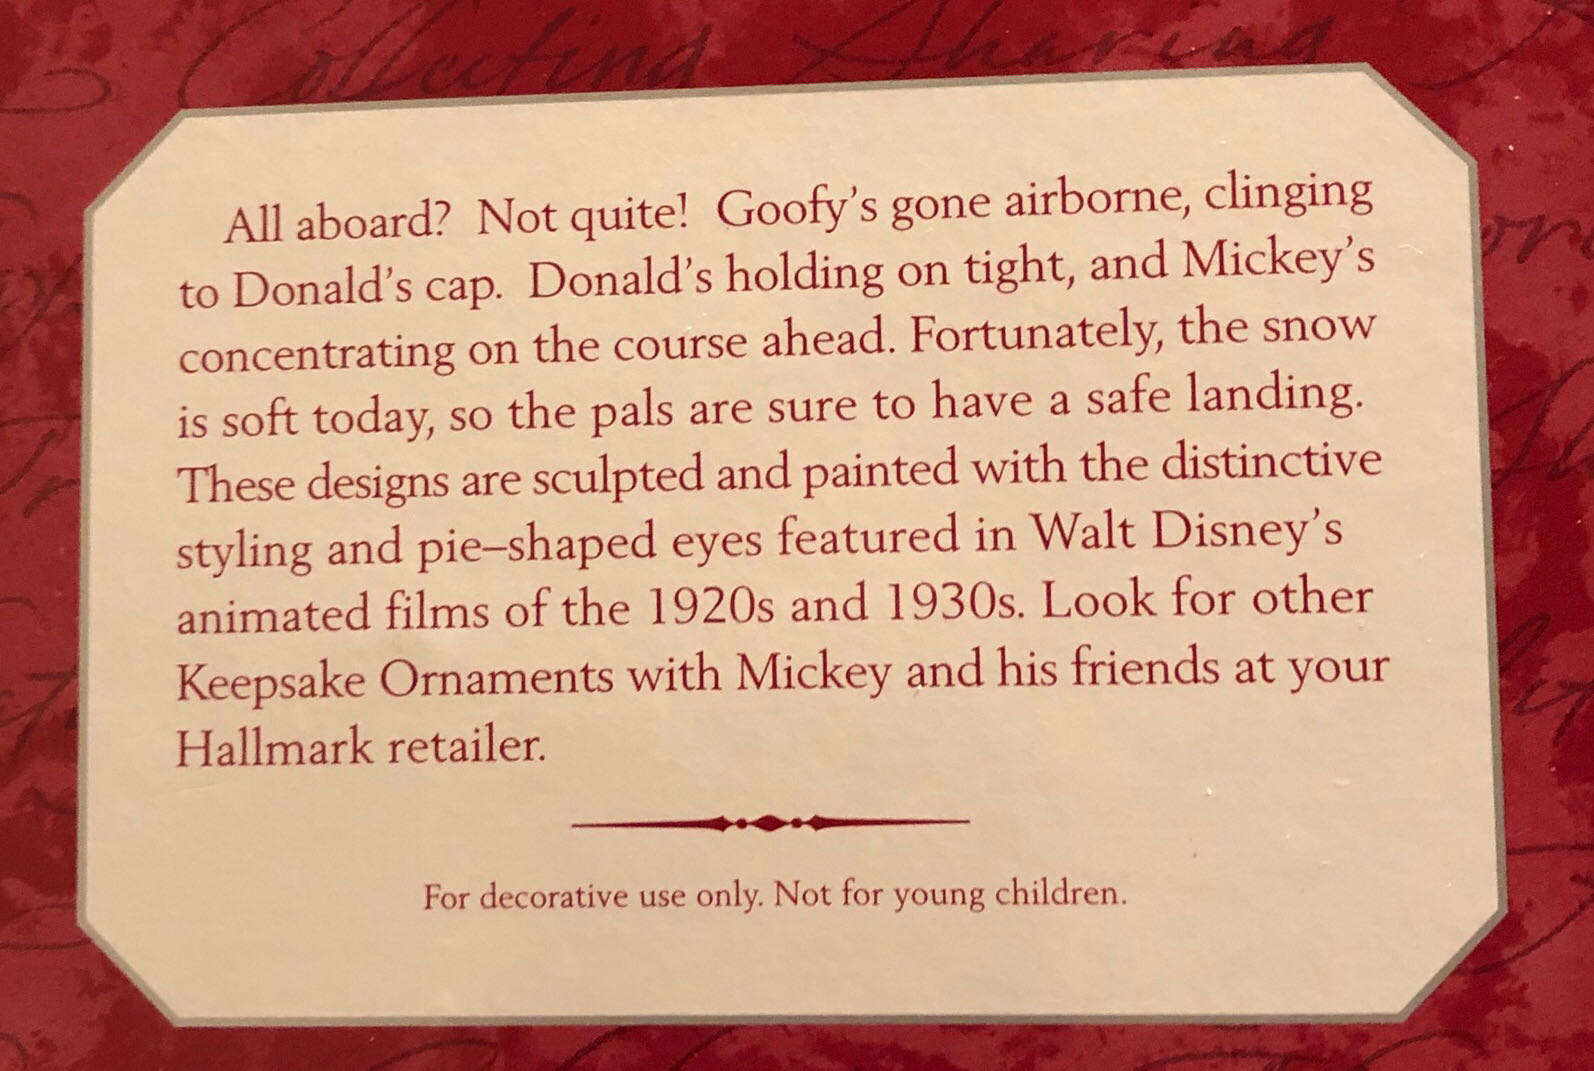 Collecting Sharing
All aboard? Not quite! Goofy's gone airborne, clinging
to Donald's cap. Donald's holding on tight, and Mickey's
concentrating on the course ahead. Fortunately, the snow
is soft today, so the pals are sure to have a safe landing.
These designs are sculpted and painted with the distinctive
styling and pie–shaped eyes featured in Walt Disney's
animated films of the 1920s and 1930s. Look for other
Keepsake Ornaments with Mickey and his friends at your
Hallmark retailer.
For decorative use only. Not for young children.